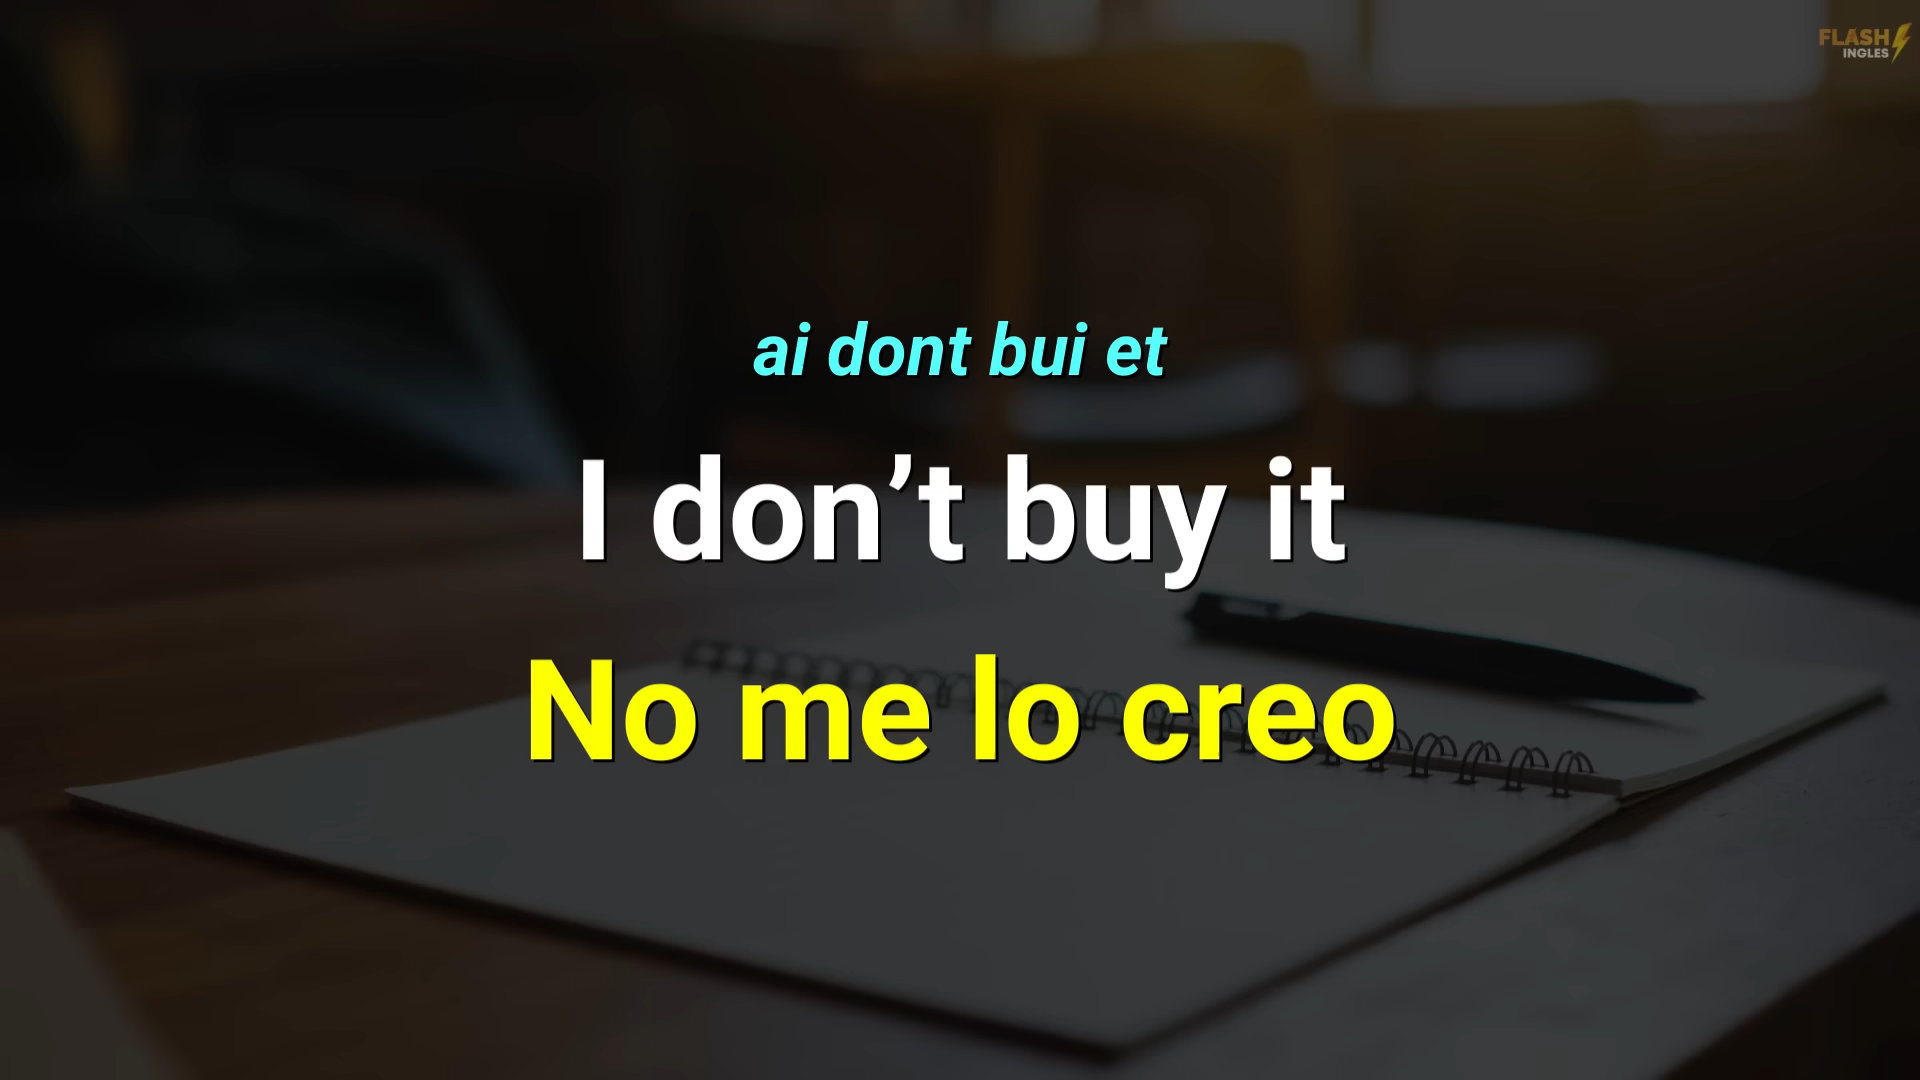 FLASH
INGLES
ai dont bui et
I don’t buy it
No me lo creo